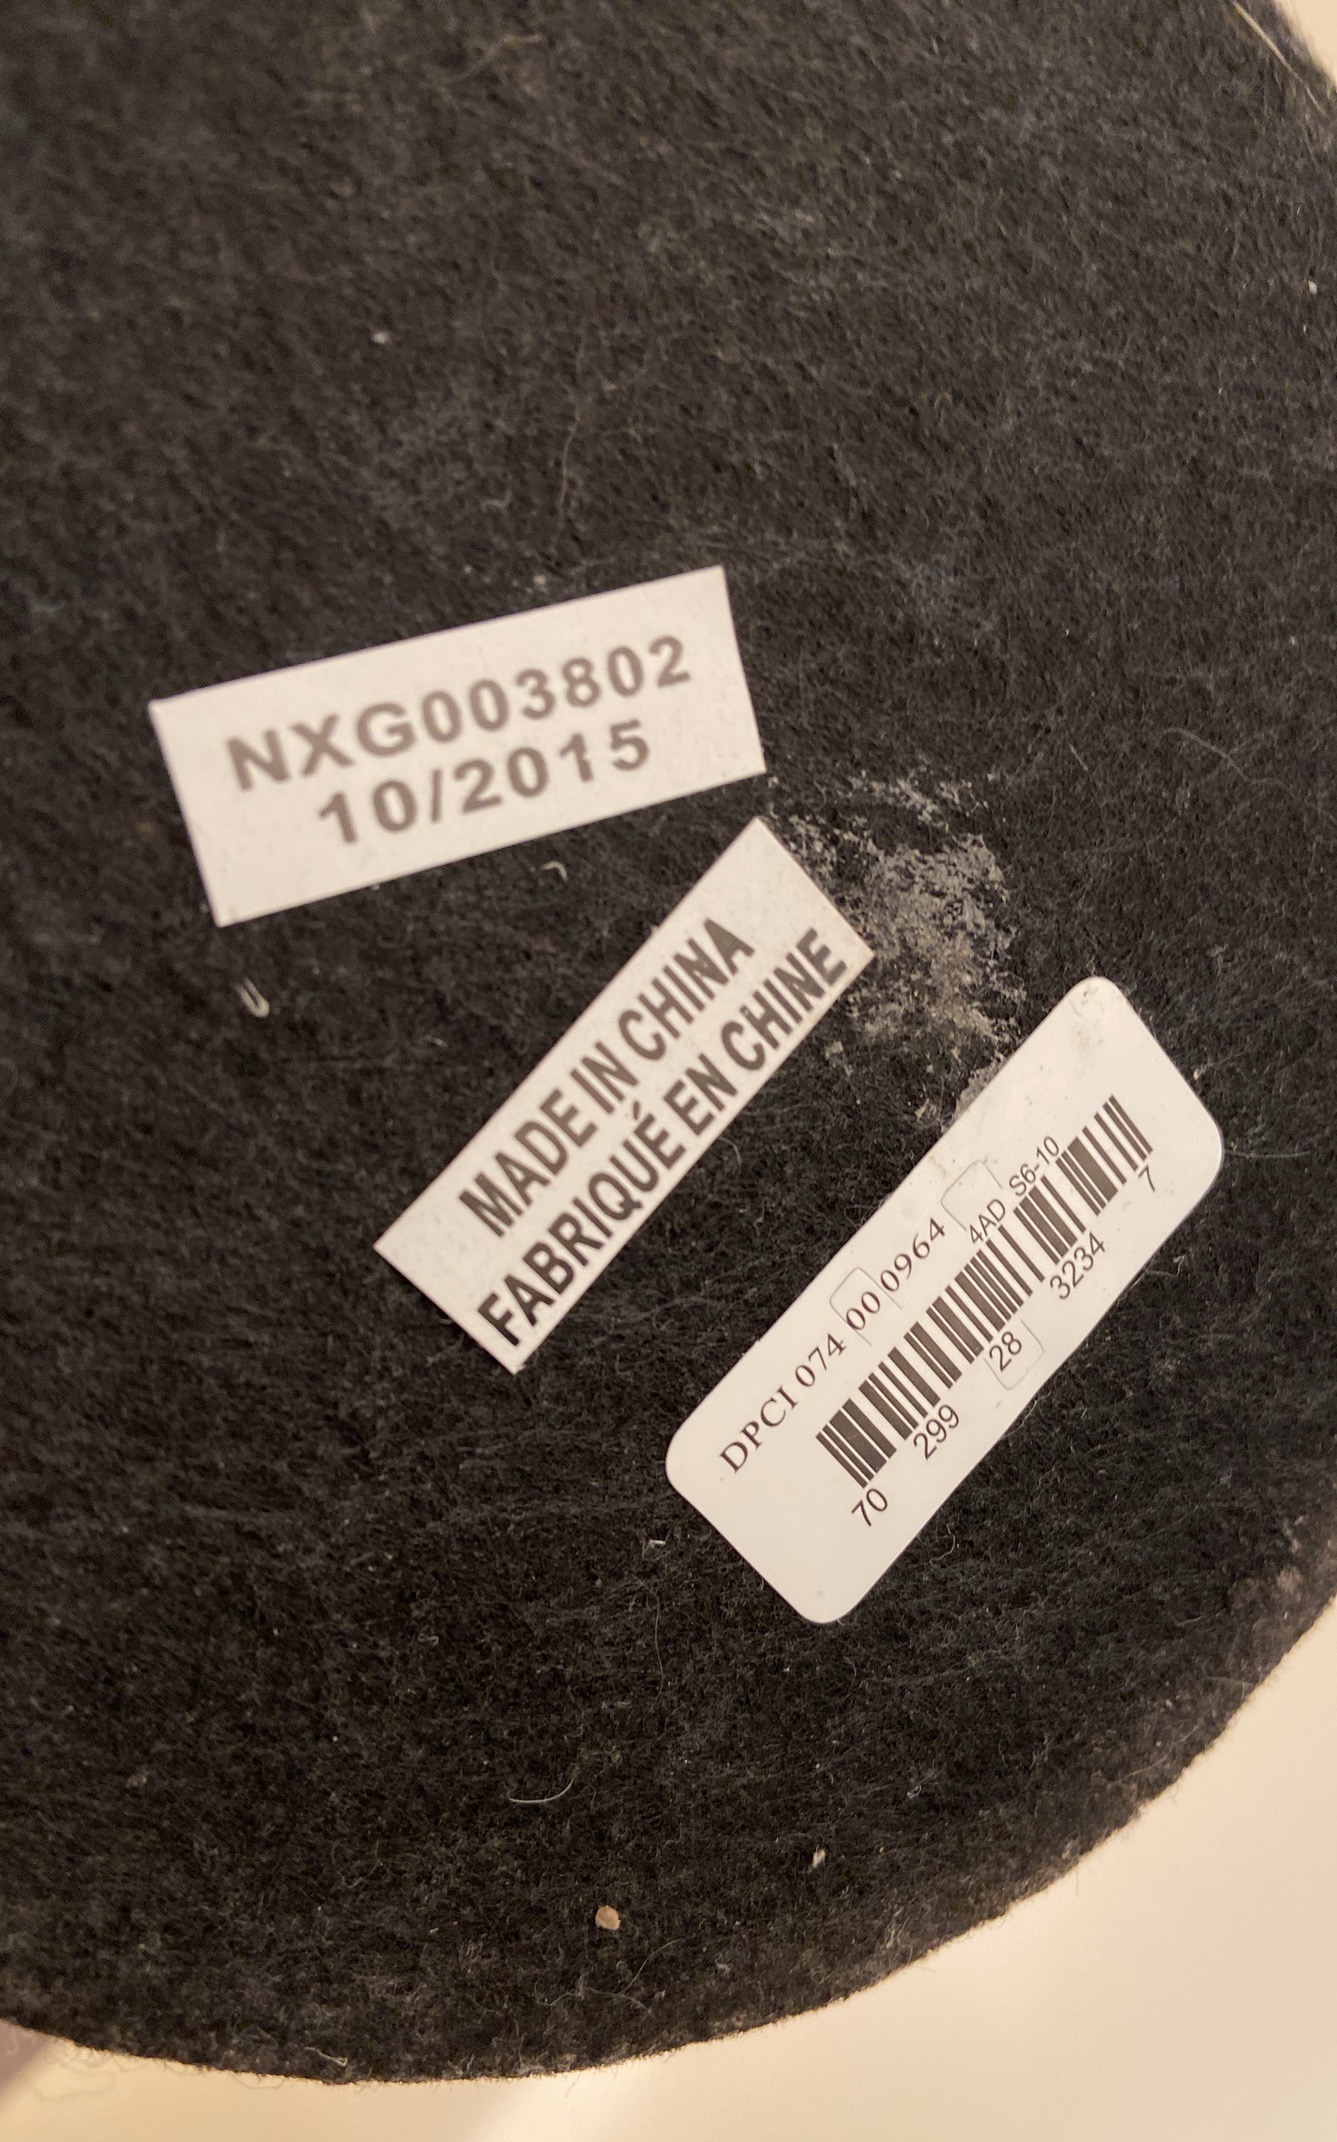 NXG003802
10/2015
MADE IN CHINA
FABRIQUÉ EN CHINE
DPCI 074 00 0964
4AD S6-10
70 299 28 3234 7